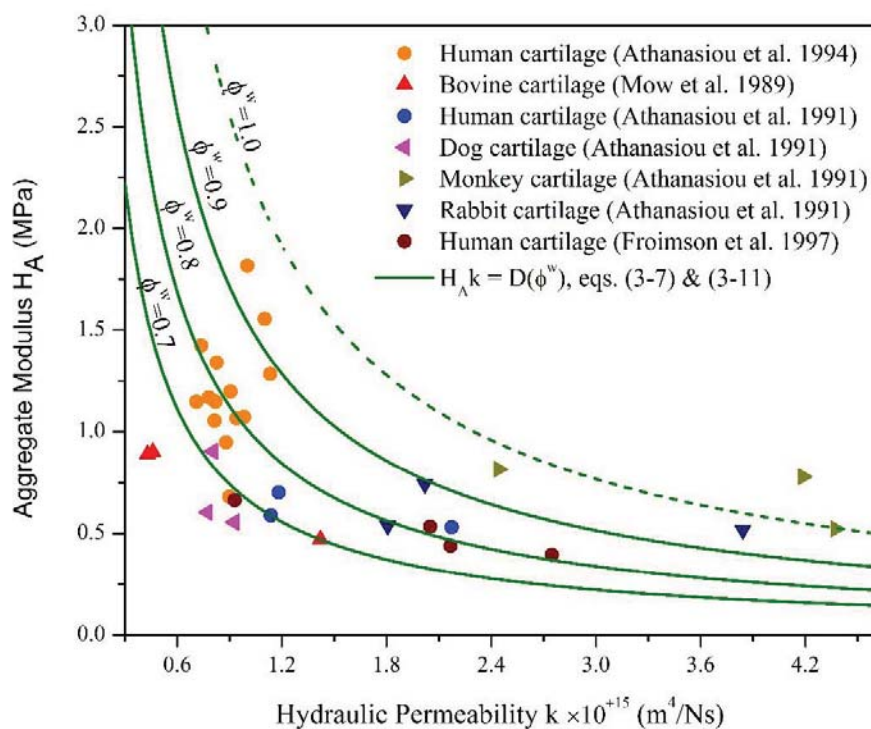 3.0
2.5
2.0
1.5
1.0
0.5
0.0
Aggregate Modulus H_A (MPa)
Human cartilage (Athanasiou et al. 1994)
Bovine cartilage (Mow et al. 1989)
Human cartilage (Athanasiou et al. 1991)
Dog cartilage (Athanasiou et al. 1991)
Monkey cartilage (Athanasiou et al. 1991)
Rabbit cartilage (Athanasiou et al. 1991)
Human cartilage (Froimson et al. 1997)
H_A k = D(ϕ^w), eqs. (3-7) & (3-11)
ϕ^w=1.0
ϕ^w=0.9
ϕ^w=0.8
ϕ^w=0.7
0.6 1.2 1.8 2.4 3.0 3.6 4.2
Hydraulic Permeability k ×10^+15 (m^4/Ns)